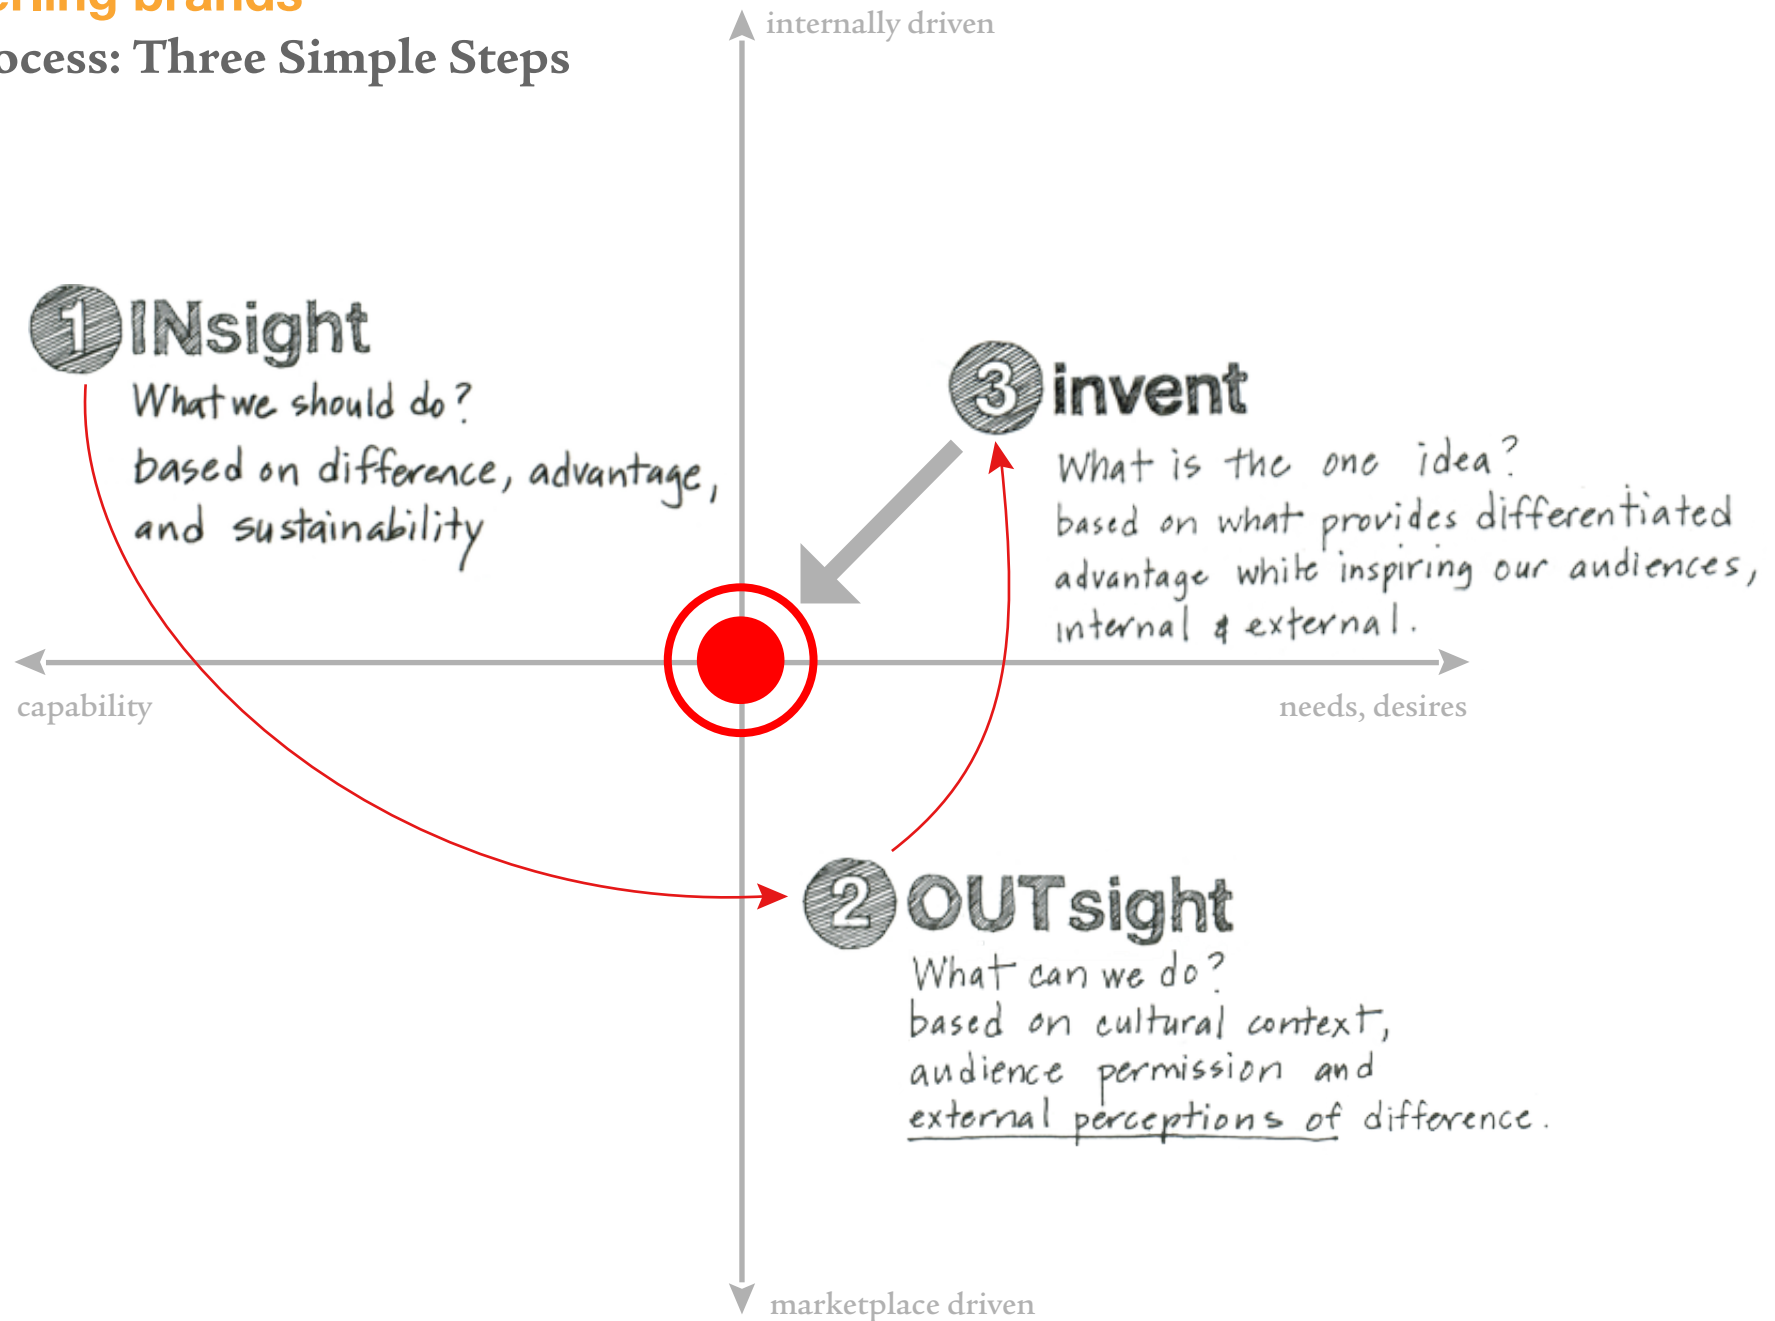 brands
Process: Three Simple Steps
internally driven
1 INsight
What we should do?
based on difference, advantage,
and sustainability
3 invent
What is the one idea?
based on what provides differentiated
advantage while inspiring our audiences,
internal & external.
capability
needs, desires
2 OUTsight
What can we do?
based on cultural context,
audience permission and
external perceptions of difference.
marketplace driven